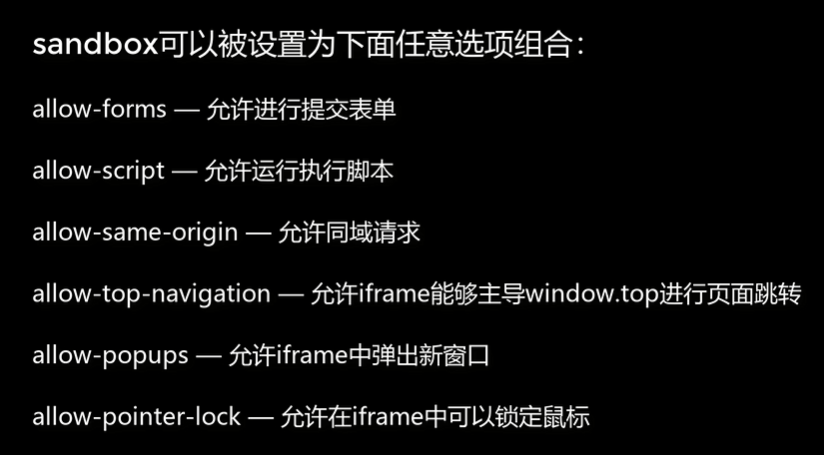 sandbox可以被设置为下面任意选项组合：
allow-forms — 允许进行提交表单
allow-script — 允许运行执行脚本
allow-same-origin — 允许同域请求
allow-top-navigation — 允许iframe能够主导window.top进行页面跳转
allow-popups — 允许iframe中弹出新窗口
allow-pointer-lock — 允许在iframe中可以锁定鼠标